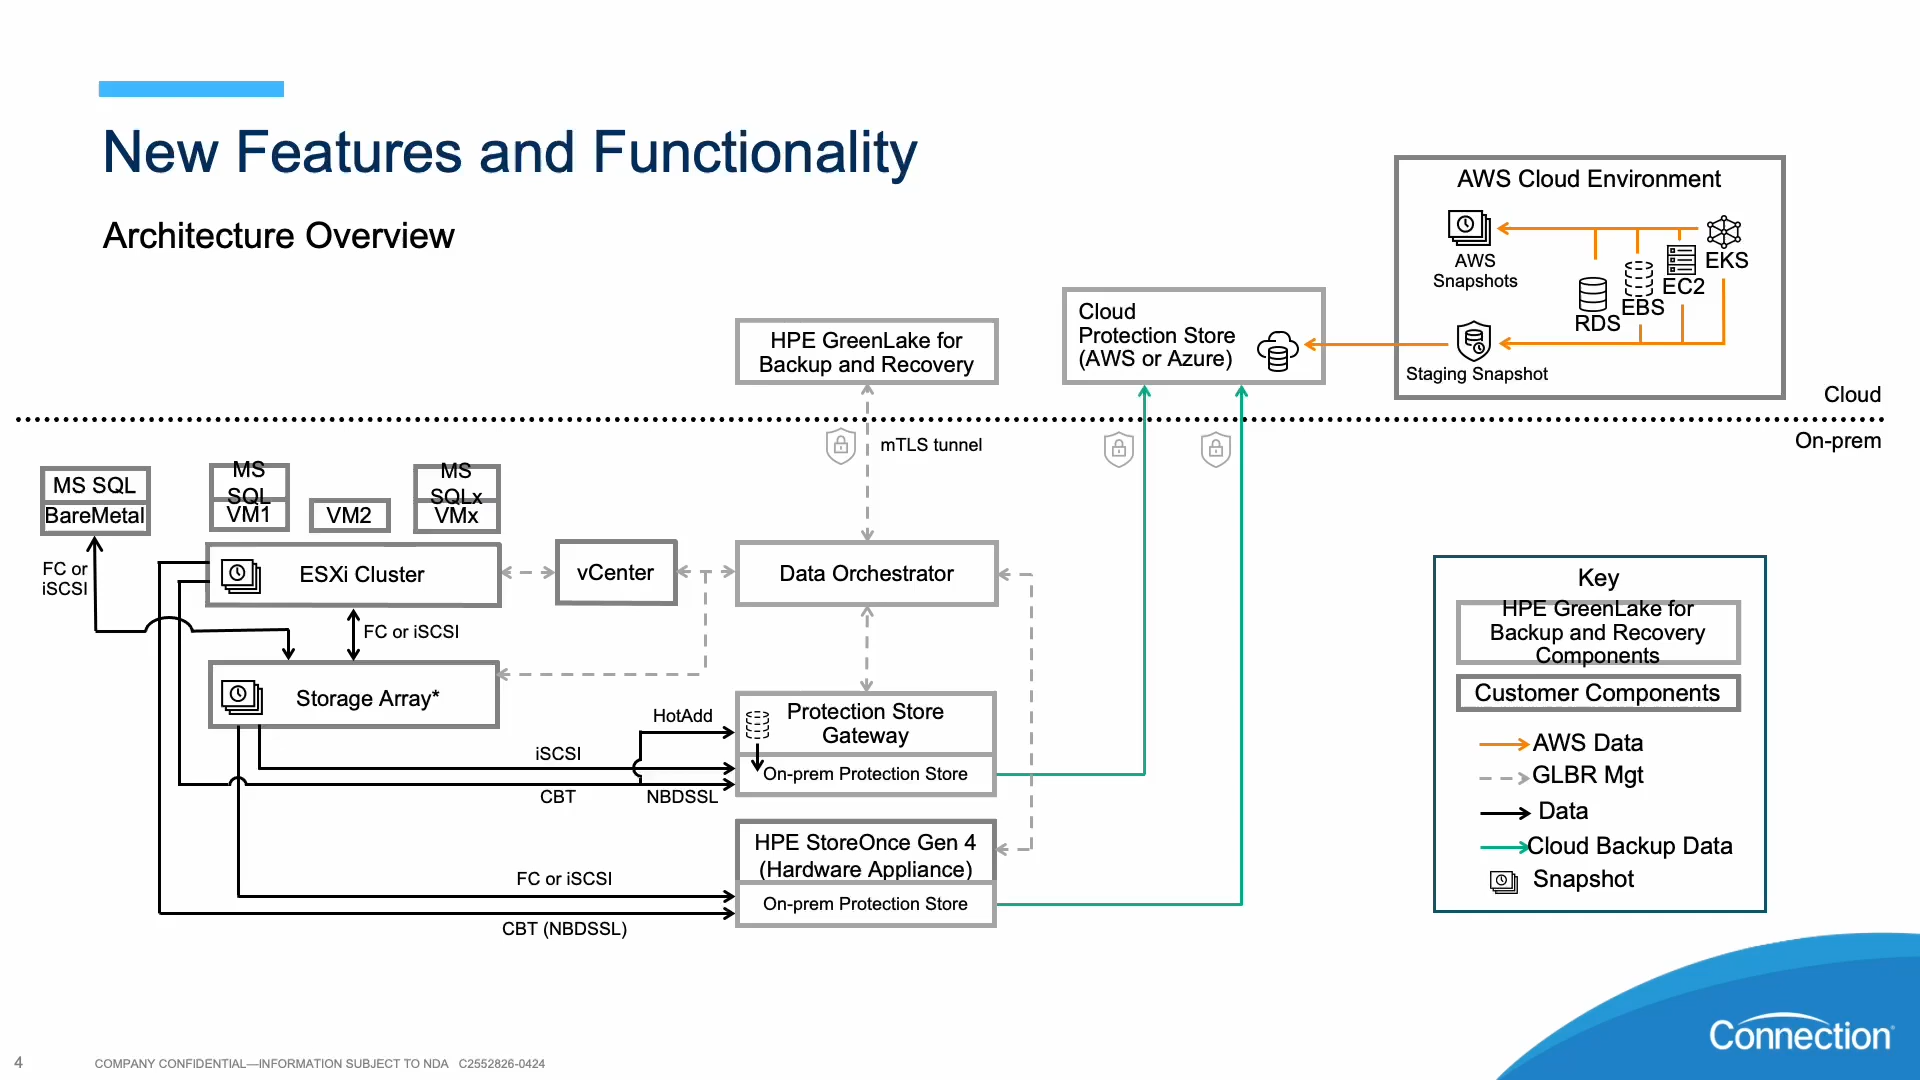 New Features and Functionality
Architecture Overview
AWS Cloud Environment
AWS
Snapshots
EKS
EC2
EBS
RDS
Staging Snapshot
Cloud
Protection Store
(AWS or Azure)
HPE GreenLake for
Backup and Recovery
Cloud
On-prem
mTLS tunnel
MS SQL
BareMetal
MS
SQL
VM1
VM2
MS
SQLx
VMx
FC or
iSCSI
ESXi Cluster
vCenter
Data Orchestrator
FC or iSCSI
Storage Array*
HotAdd
Protection Store
Gateway
iSCSI
On-prem Protection Store
CBT
NBDSSL
HPE StoreOnce Gen 4
(Hardware Appliance)
FC or iSCSI
On-prem Protection Store
CBT (NBDSSL)
Key
HPE GreenLake for
Backup and Recovery
Components
Customer Components
AWS Data
GLBR Mgt
Data
Cloud Backup Data
Snapshot
Connection
4
COMPANY CONFIDENTIAL—INFORMATION SUBJECT TO NDA C2552826-0424